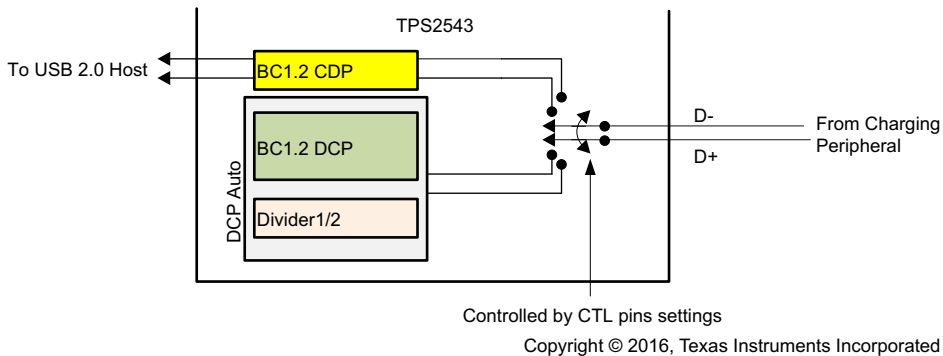 TPS2543
To USB 2.0 Host
BC1.2 CDP
BC1.2 DCP
DCP Auto
Divider1/2
D-
D+
From Charging
Peripheral
Controlled by CTL pins settings
Copyright © 2016, Texas Instruments Incorporated